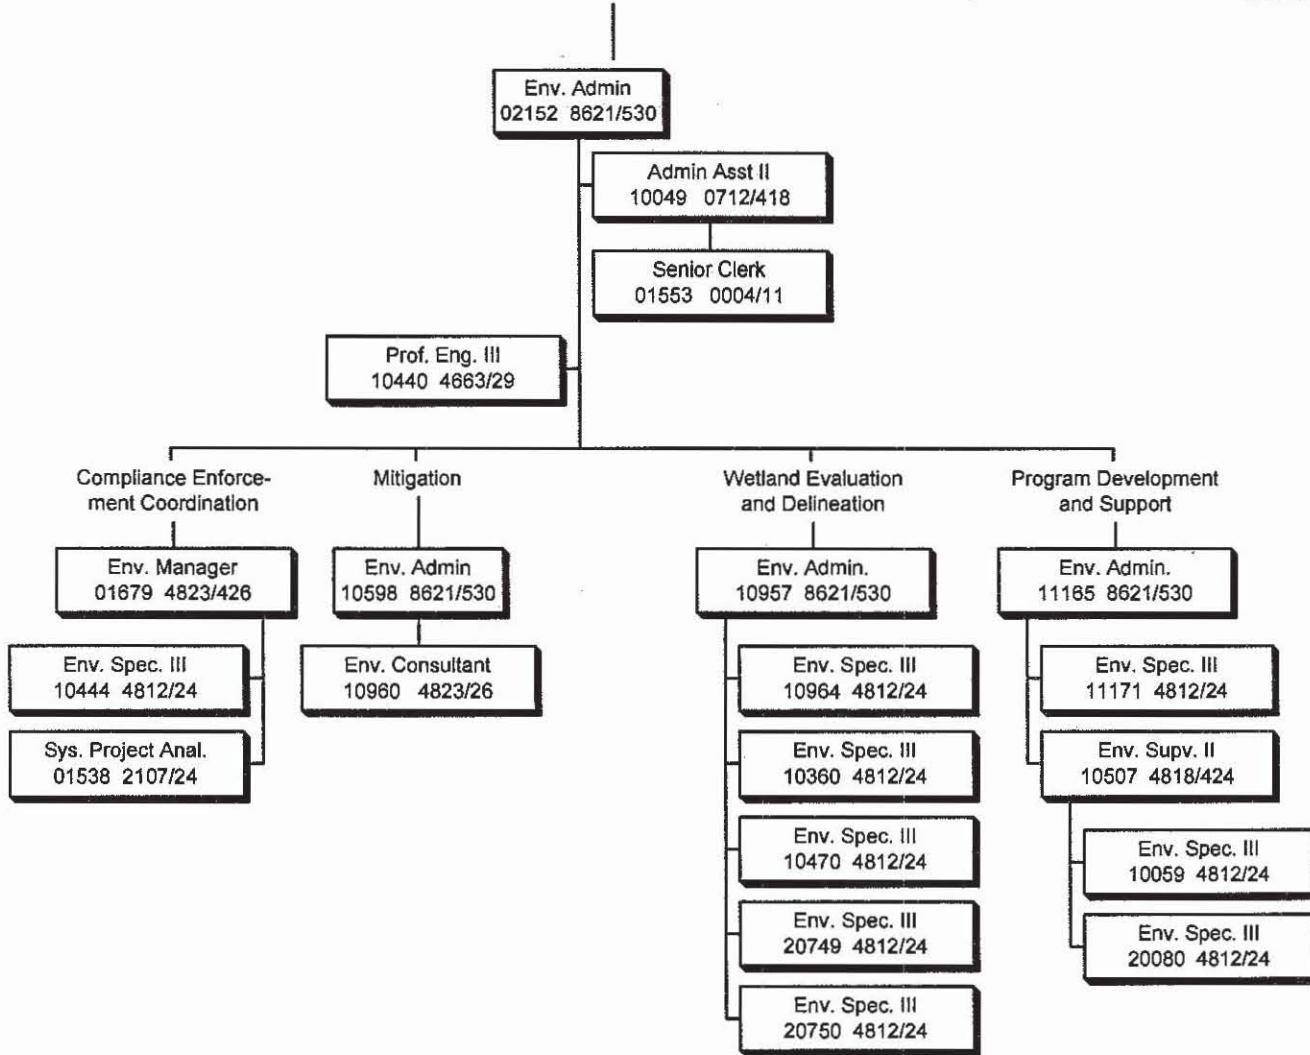 Env. Admin
02152 8621/530
Admin Asst II
10049 0712/418
Senior Clerk
01553 0004/11
Prof. Eng. III
10440 4663/29
Compliance Enforce-
ment Coordination
Env. Manager
01679 4823/426
Env. Spec. III
10444 4812/24
Sys. Project Anal.
01538 2107/24
Mitigation
Env. Admin
10598 8621/530
Env. Consultant
10960 4823/26
Wetland Evaluation
and Delineation
Env. Admin.
10957 8621/530
Env. Spec. III
10964 4812/24
Env. Spec. III
10360 4812/24
Env. Spec. III
10470 4812/24
Env. Spec. III
20749 4812/24
Env. Spec. III
20750 4812/24
Program Development
and Support
Env. Admin.
11165 8621/530
Env. Spec. III
11171 4812/24
Env. Supv. II
10507 4818/424
Env. Spec. III
10059 4812/24
Env. Spec. III
20080 4812/24